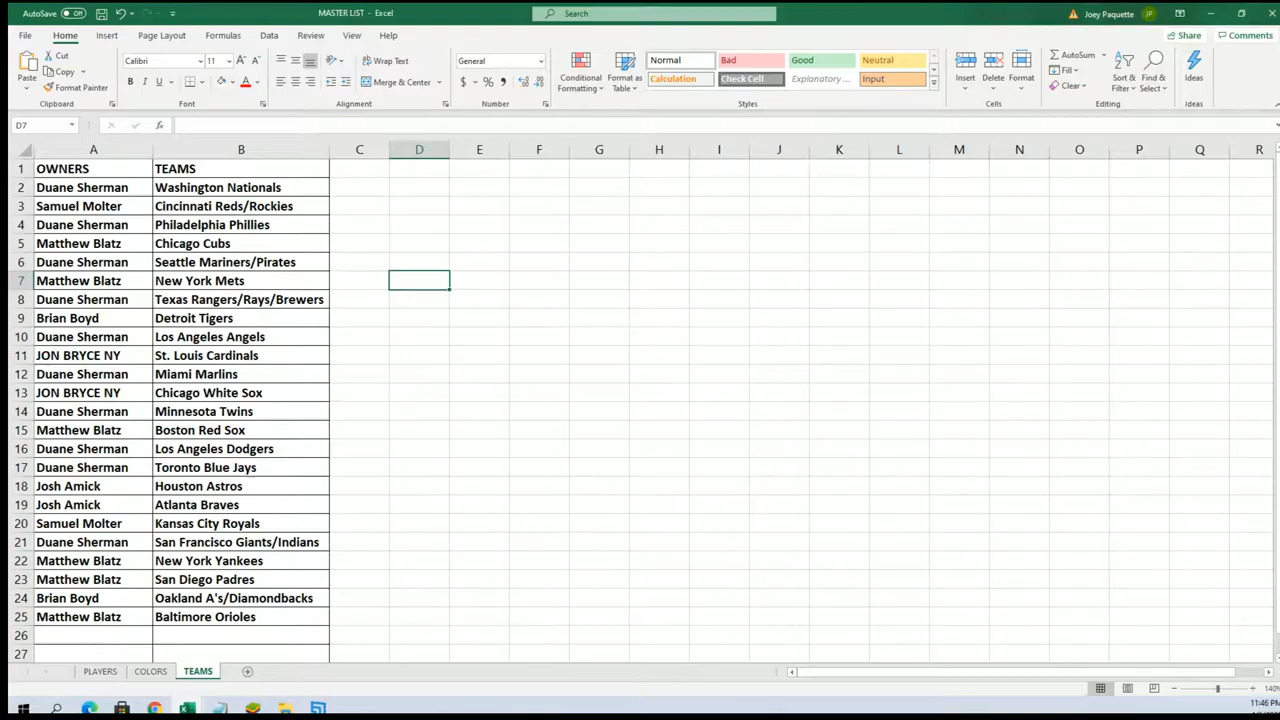 AutoSave Off MASTER LIST - Excel Search Joey Paquette JP
File Home Insert Page Layout Formulas Data Review View Help Share Comments
Cut Calibri 11 Wrap Text General Normal Bad Good Neutral AutoSum
Copy Fill
Paste Format Painter B I U Merge & Center $ % Conditional Formatting Format as Table Calculation Check Cell Explanatory ... Input Insert Delete Format Clear Sort & Filter Find & Select Ideas
Clipboard Font Alignment Number Styles Cells Editing Ideas
D7 fx
A B C D E F G H I J K L M N O P Q R
1 OWNERS TEAMS
2 Duane Sherman Washington Nationals
3 Samuel Molter Cincinnati Reds/Rockies
4 Duane Sherman Philadelphia Phillies
5 Matthew Blatz Chicago Cubs
6 Duane Sherman Seattle Mariners/Pirates
7 Matthew Blatz New York Mets
8 Duane Sherman Texas Rangers/Rays/Brewers
9 Brian Boyd Detroit Tigers
10 Duane Sherman Los Angeles Angels
11 JON BRYCE NY St. Louis Cardinals
12 Duane Sherman Miami Marlins
13 JON BRYCE NY Chicago White Sox
14 Duane Sherman Minnesota Twins
15 Matthew Blatz Boston Red Sox
16 Duane Sherman Los Angeles Dodgers
17 Duane Sherman Toronto Blue Jays
18 Josh Amick Houston Astros
19 Josh Amick Atlanta Braves
20 Samuel Molter Kansas City Royals
21 Duane Sherman San Francisco Giants/Indians
22 Matthew Blatz New York Yankees
23 Matthew Blatz San Diego Padres
24 Brian Boyd Oakland A's/Diamondbacks
25 Matthew Blatz Baltimore Orioles
26
27
PLAYERS COLORS TEAMS
140%
11:46 PM